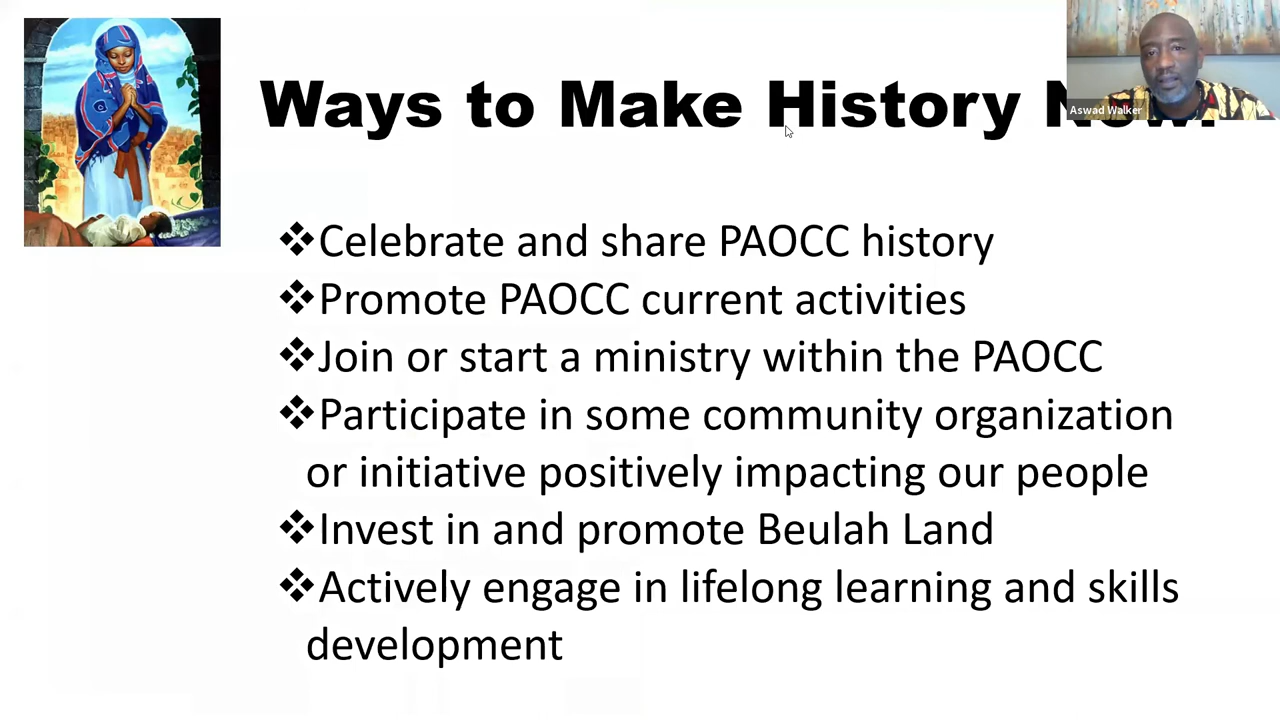 Ways to Make History
Aswad Walker
❖Celebrate and share PAOCC history
❖Promote PAOCC current activities
❖Join or start a ministry within the PAOCC
❖Participate in some community organization
or initiative positively impacting our people
❖Invest in and promote Beulah Land
❖Actively engage in lifelong learning and skills
development